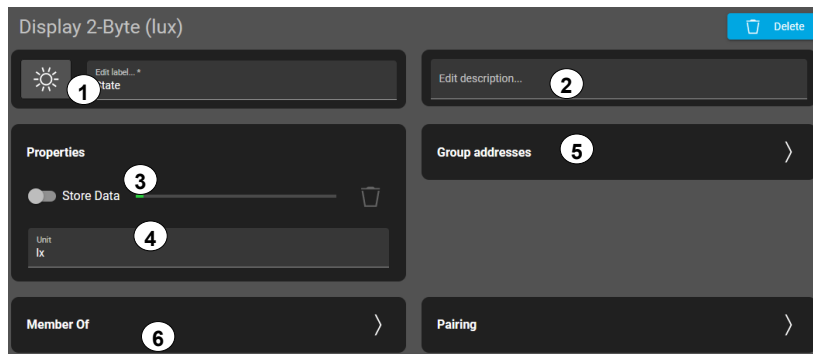 Display 2-Byte (lux)
Delete
Edit label... *
State
1
Edit description...
2
Properties
Group addresses
5
3
Store Data
4
Unit
lx
Member Of
6
Pairing